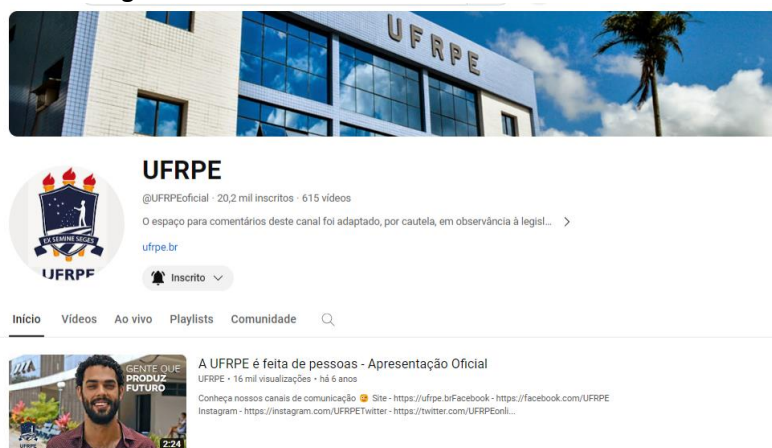 UFRPE
UFRPE
@UFRPEoficial · 20,2 mil inscritos · 615 vídeos
O espaço para comentários deste canal foi adaptado, por cautela, em observância à legisl...
ufrpe.br
EX SEMINE SEGES
UFRPE
Inscrito
Início Vídeos Ao vivo Playlists Comunidade
GENTE QUE
PRODUZ
FUTURO
UFRPE
2:24
A UFRPE é feita de pessoas - Apresentação Oficial
UFRPE • 16 mil visualizações • há 6 anos
Conheça nossos canais de comunicação 😉 Site - https://ufrpe.brFacebook - https://facebook.com/UFRPE
Instagram - https://instagram.com/UFRPETwitter - https://twitter.com/UFRPEonli...